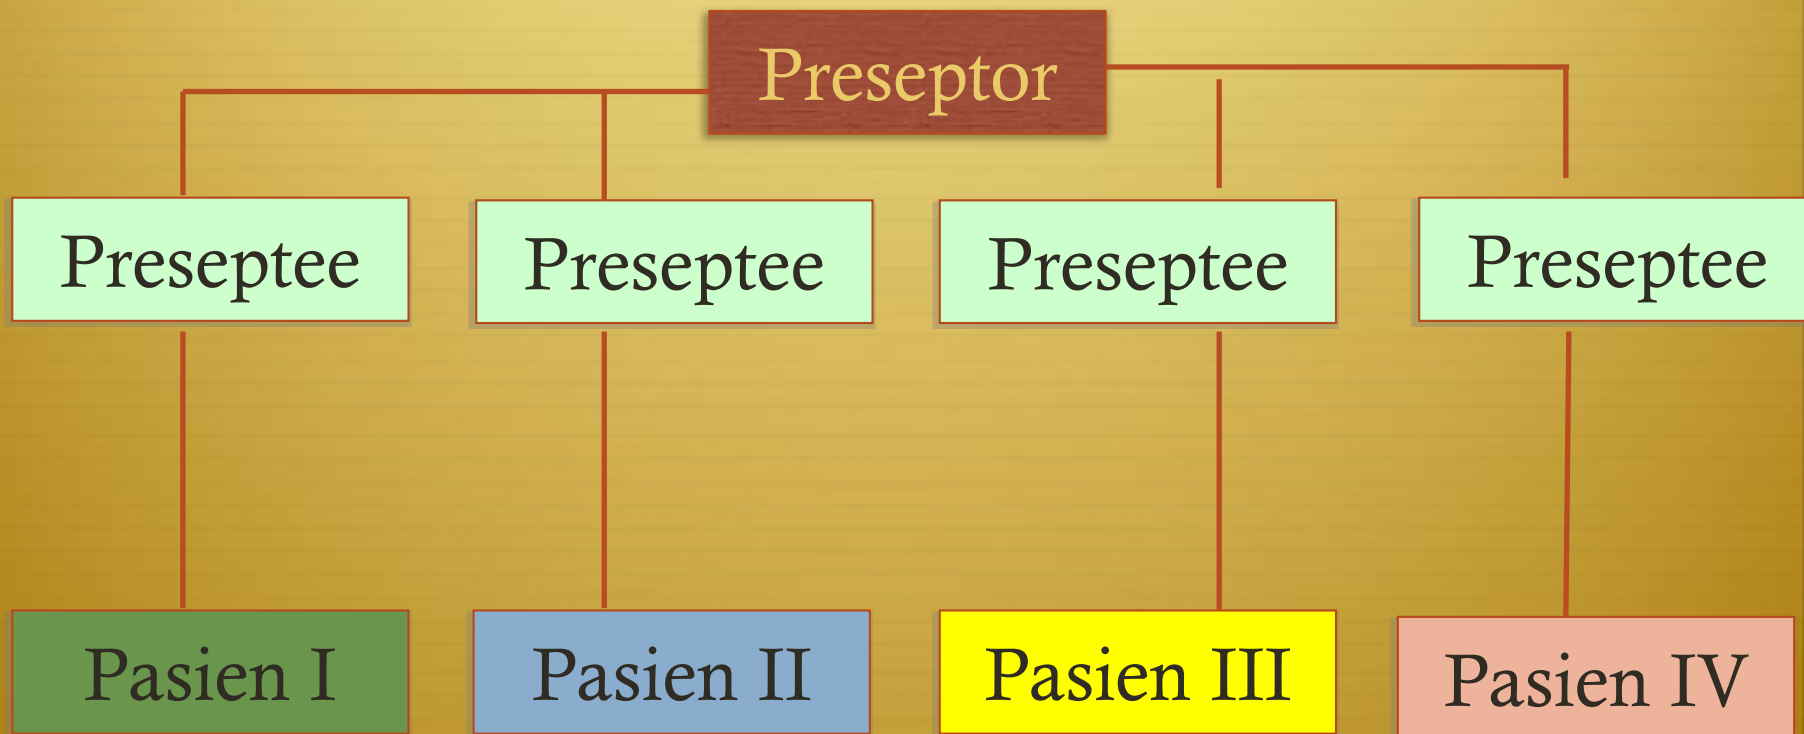 Preseptor
Preseptee
Preseptee
Preseptee
Preseptee
Pasien I
Pasien II
Pasien III
Pasien IV